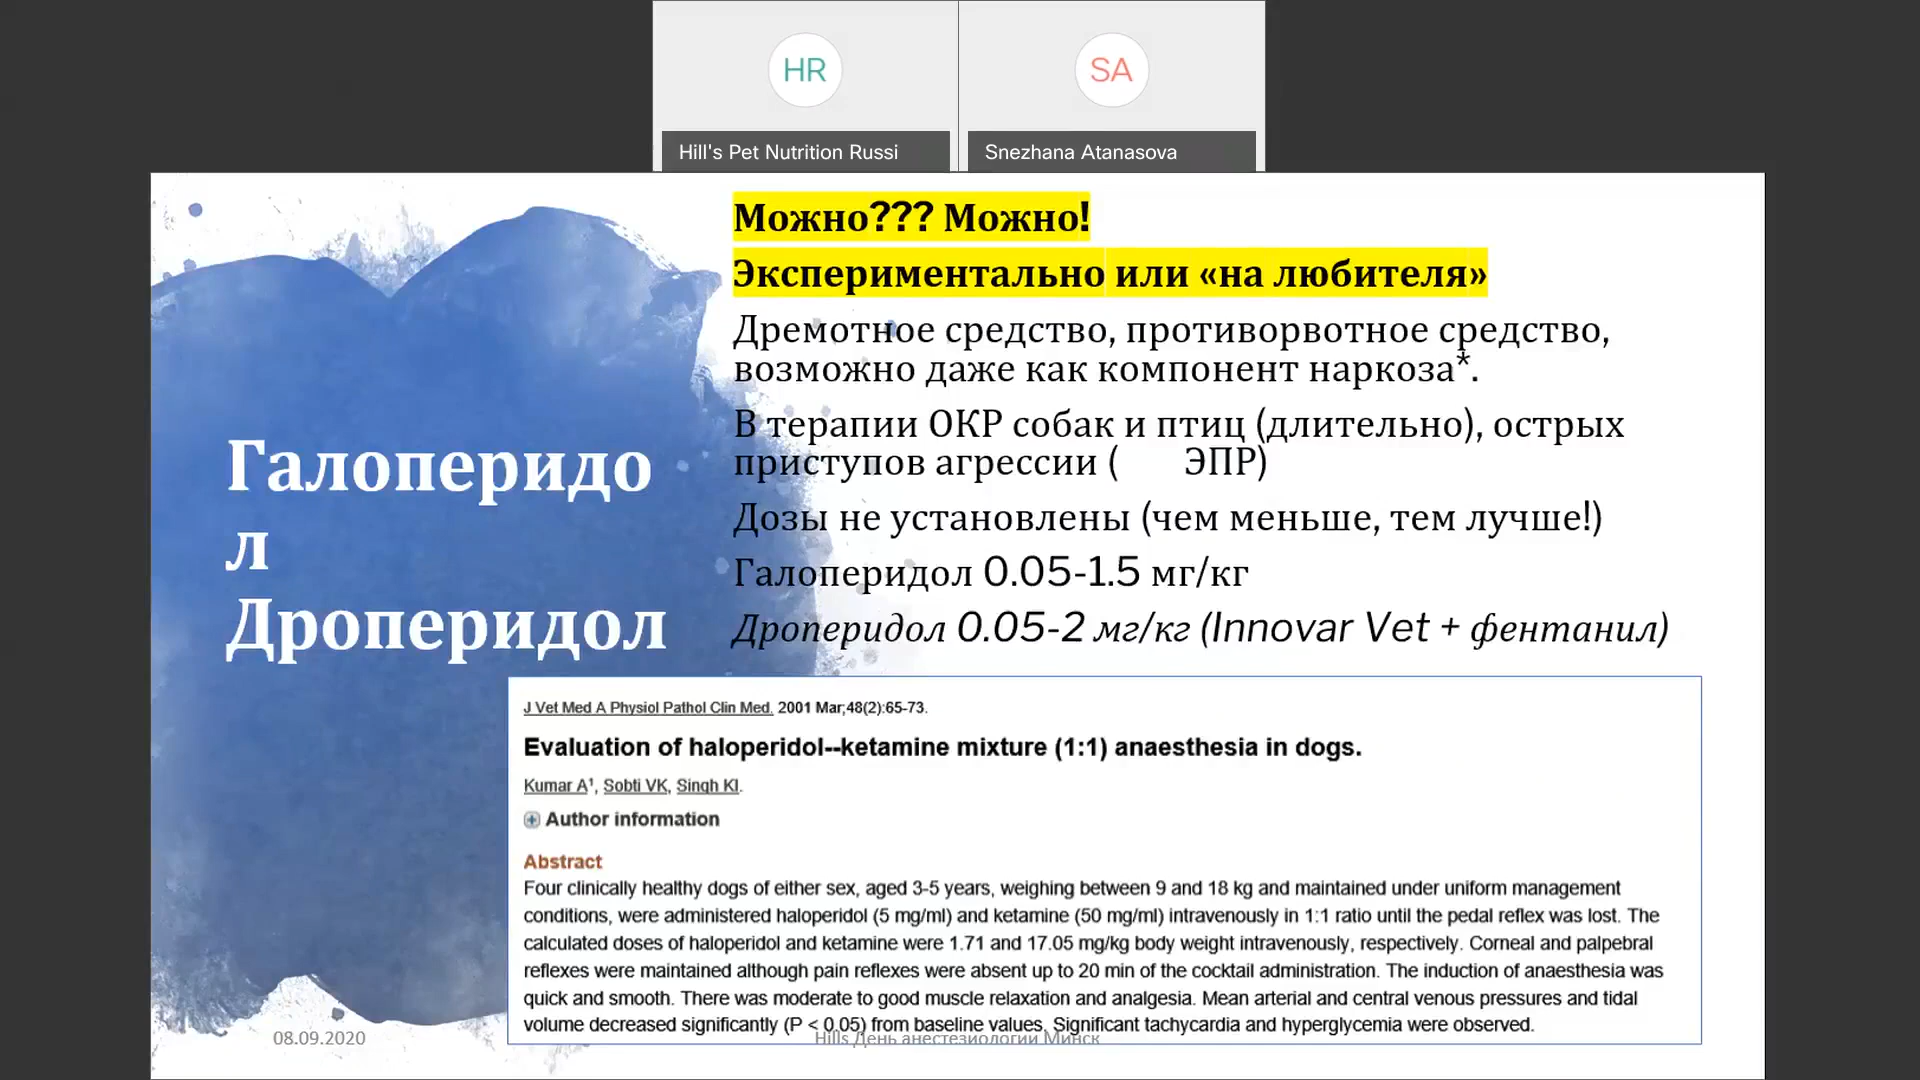 HR
SA
Hill's Pet Nutrition Russi
Snezhana Atanasova
Галоперидо
л
Дроперидол
Можно??? Можно!
Экспериментально или «на любителя»
Дремотное средство, противорвотное средство,
возможно даже как компонент наркоза*.
В терапии ОКР собак и птиц (длительно), острых
приступов агрессии ( ЭПР)
Дозы не установлены (чем меньше, тем лучше!)
Галоперидол 0.05-1.5 мг/кг
Дроперидол 0.05-2 мг/кг (Innovar Vet + фентанил)
J Vet Med A Physiol Pathol Clin Med. 2001 Mar;48(2):65-73.
Evaluation of haloperidol--ketamine mixture (1:1) anaesthesia in dogs.
Kumar A1, Sobti VK, Singh KI.
Author information
Abstract
Four clinically healthy dogs of either sex, aged 3-5 years, weighing between 9 and 18 kg and maintained under uniform management
conditions, were administered haloperidol (5 mg/ml) and ketamine (50 mg/ml) intravenously in 1:1 ratio until the pedal reflex was lost. The
calculated doses of haloperidol and ketamine were 1.71 and 17.05 mg/kg body weight intravenously, respectively. Corneal and palpebral
reflexes were maintained although pain reflexes were absent up to 20 min of the cocktail administration. The induction of anaesthesia was
quick and smooth. There was moderate to good muscle relaxation and analgesia. Mean arterial and central venous pressures and tidal
volume decreased significantly (P < 0.05) from baseline values. Significant tachycardia and hyperglycemia were observed.
08.09.2020
Hills День анестезиологии Минск